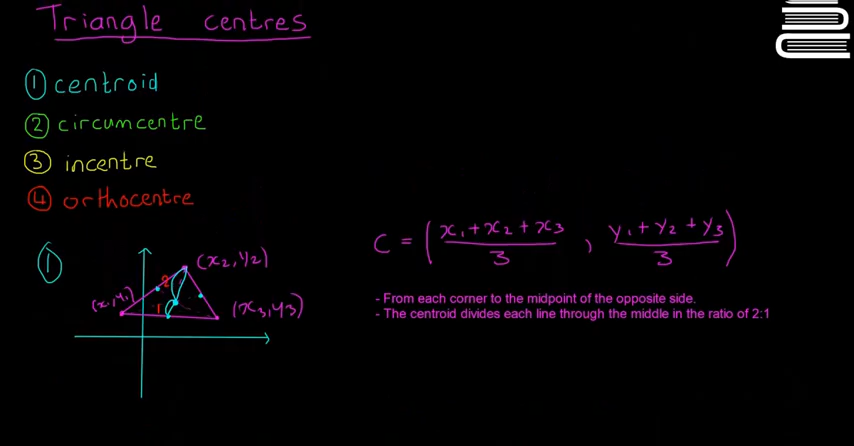 Triangle centres
① centroid
② circumcentre
③ incentre
④ orthocentre
①
(x₂, y₂)
(x₁, y₁)
(x₃, y₃)
2
1
C = ( x₁ + x₂ + x₃ / 3 , y₁ + y₂ + y₃ / 3 )
- From each corner to the midpoint of the opposite side.
- The centroid divides each line through the middle in the ratio of 2:1